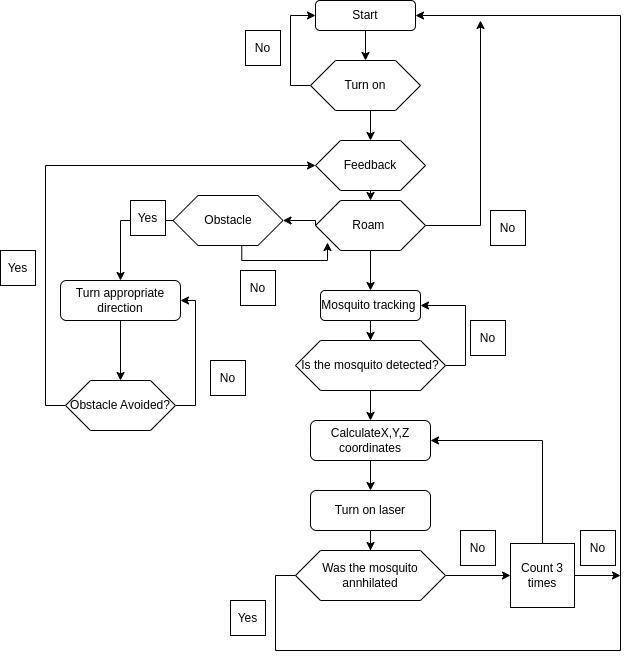 Start
No
Turn on
Feedback
Yes
Obstacle
Roam
No
Yes
No
Turn appropriate
direction
Mosquito tracking
No
Is the mosquito detected?
No
Obstacle Avoided?
CalculateX,Y,Z
coordinates
Turn on laser
No
No
Was the mosquito
annhilated
Count 3
times
Yes